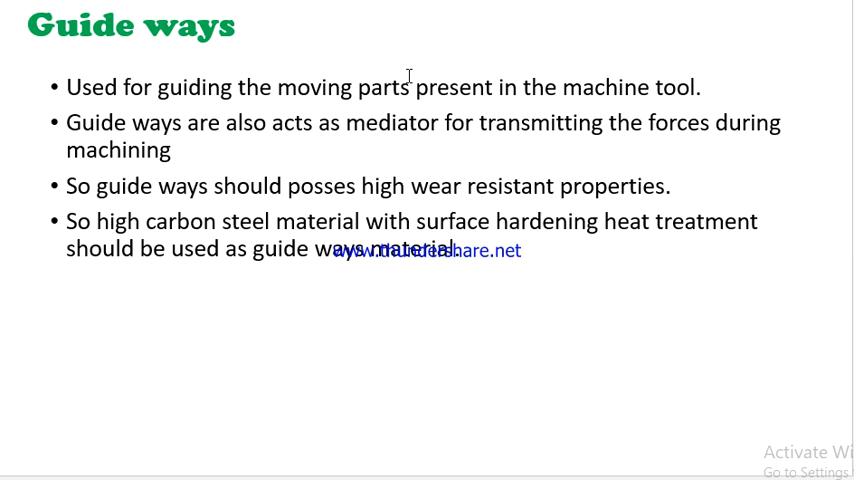 Guide ways
• Used for guiding the moving parts present in the machine tool.
• Guide ways are also acts as mediator for transmitting the forces during
machining
• So guide ways should posses high wear resistant properties.
• So high carbon steel material with surface hardening heat treatment
should be used as guide ways material.
www.thundershare.net
Activate Wi
Go to Settings